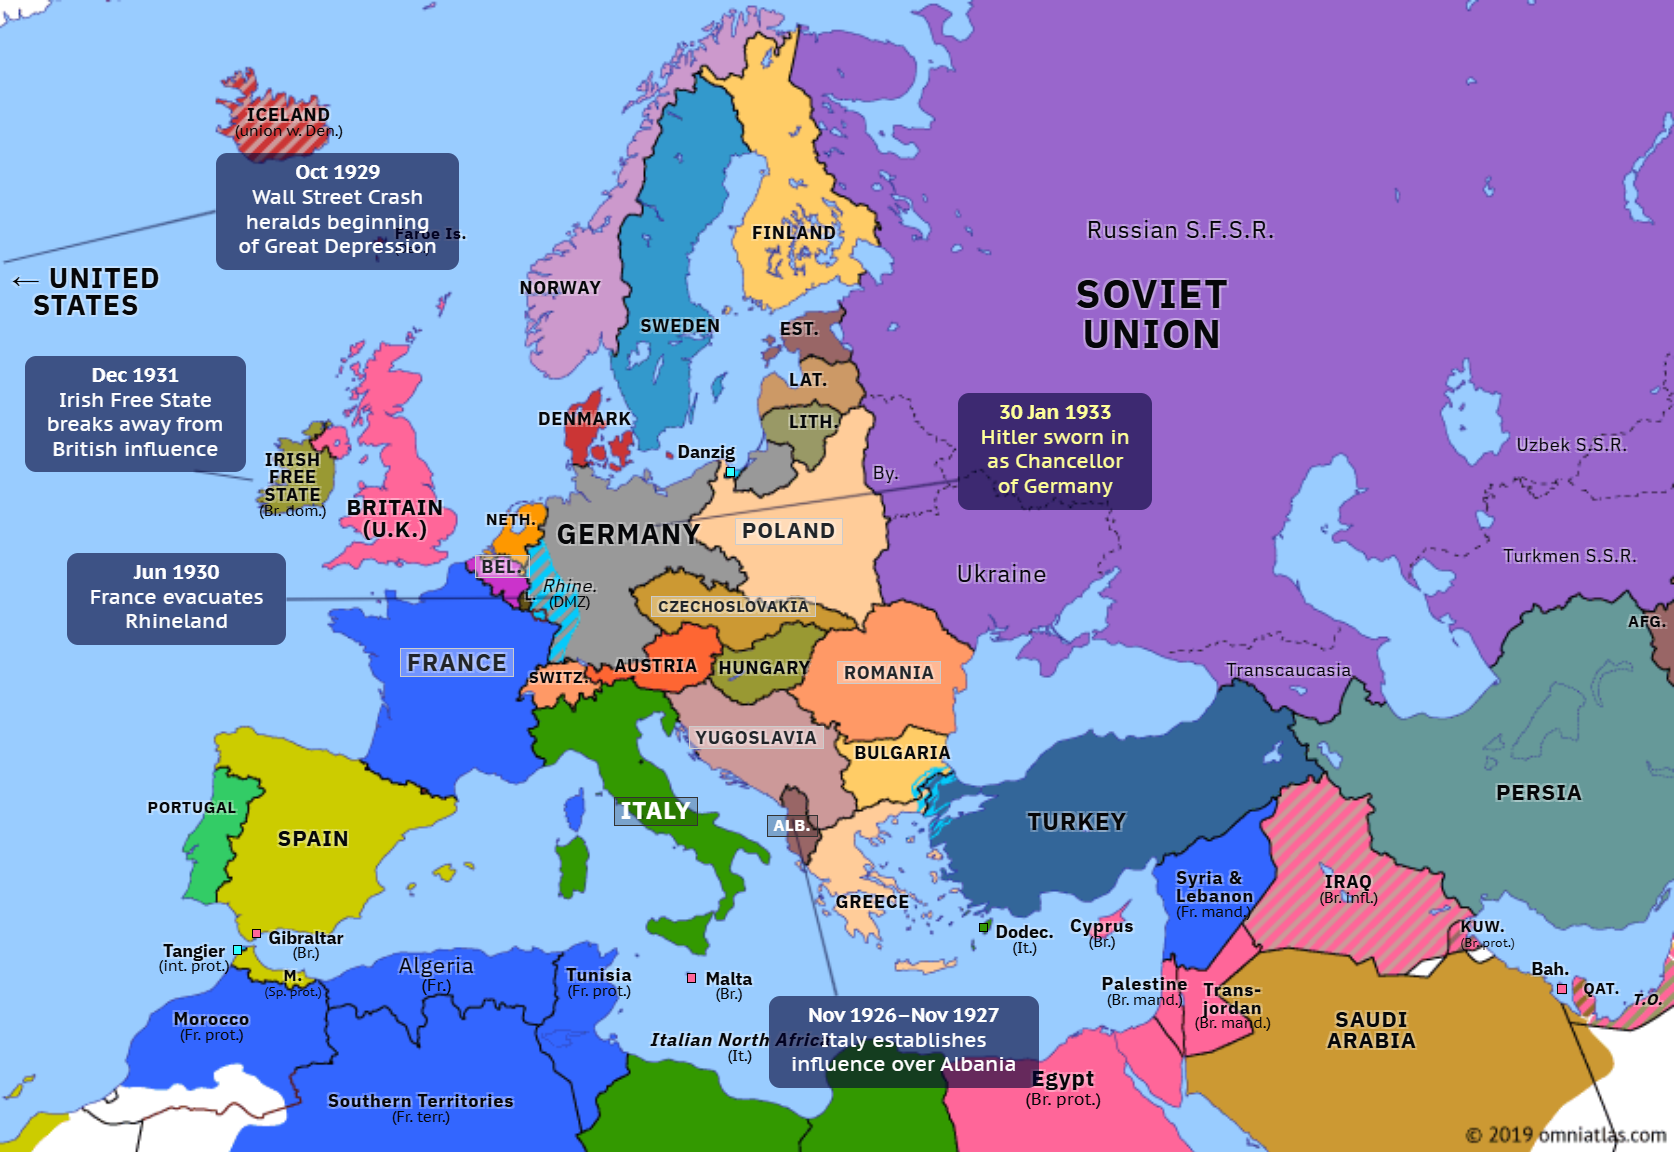 ICELAND
(union w. Den.)
Oct 1929
Wall Street Crash
heralds beginning
of Great Depression
Faroe Is.
← UNITED
STATES
NORWAY
SWEDEN
FINLAND
Russian S.F.S.R.
SOVIET
UNION
EST.
LAT.
LITH.
Dec 1931
Irish Free State
breaks away from
British influence
DENMARK
Danzig
30 Jan 1933
Hitler sworn in
as Chancellor
of Germany
By.
Uzbek S.S.R.
IRISH
FREE
STATE
(Br. dom.)
BRITAIN
(U.K.)
NETH.
GERMANY
POLAND
Turkmen S.S.R.
Jun 1930
France evacuates
Rhineland
BEL.
L.
Rhine.
(DMZ)
CZECHOSLOVAKIA
Ukraine
AFG.
FRANCE
SWITZ.
AUSTRIA
HUNGARY
ROMANIA
Transcaucasia
YUGOSLAVIA
BULGARIA
PORTUGAL
SPAIN
ITALY
ALB.
TURKEY
PERSIA
GREECE
Syria &
Lebanon
(Fr. mand.)
IRAQ
(Br. infl.)
Gibraltar
(Br.)
Tangier
(int. prot.)
M.
(Sp. prot.)
Algeria
(Fr.)
Tunisia
(Fr. prot.)
Malta
(Br.)
Dodec.
(It.)
Cyprus
(Br.)
KUW.
(Br. prot.)
Bah.
QAT.
T.O.
Palestine
(Br. mand.)
Trans-
jordan
(Br. mand.)
Morocco
(Fr. prot.)
Italian North Africa
(It.)
Nov 1926–Nov 1927
Italy establishes
influence over Albania
SAUDI
ARABIA
Southern Territories
(Fr. terr.)
Egypt
(Br. prot.)
© 2019 omniatlas.com